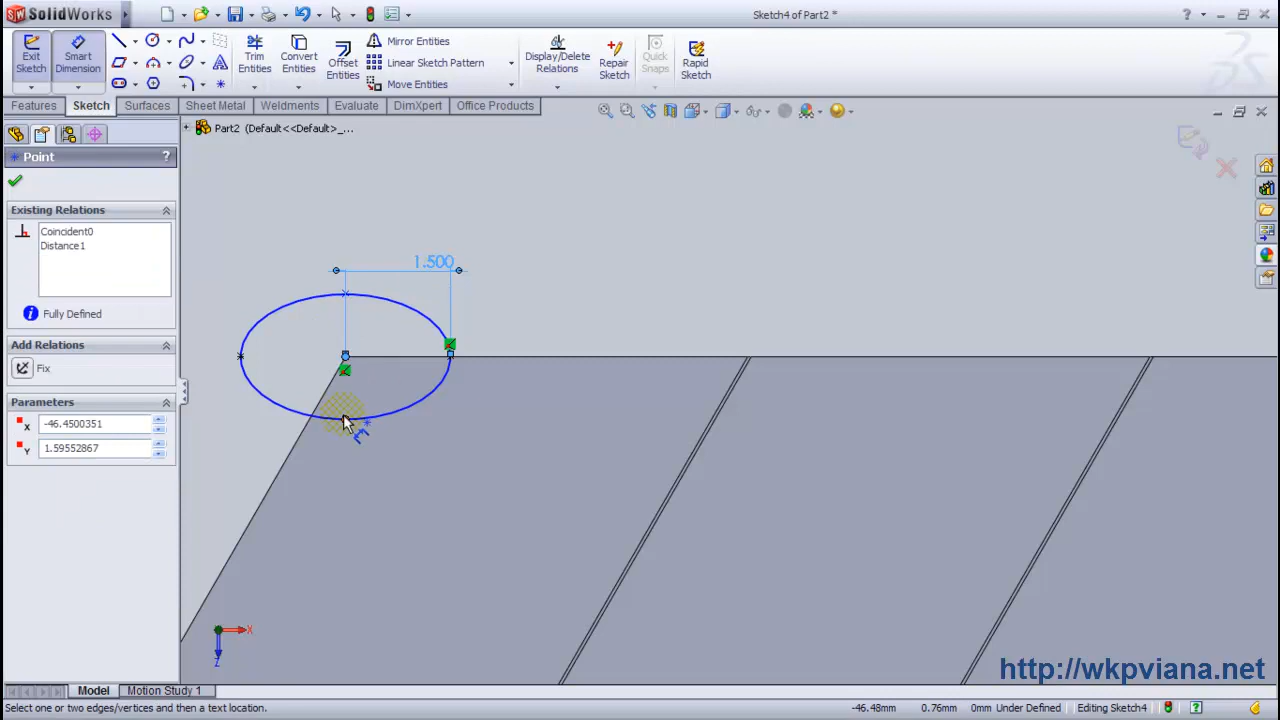 SolidWorks
Sketch4 of Part2 *
Exit Sketch
Smart Dimension
Trim Entities
Convert Entities
Offset Entities
Mirror Entities
Linear Sketch Pattern
Move Entities
Display/Delete Relations
Repair Sketch
Quick Snaps
Rapid Sketch
Features
Sketch
Surfaces
Sheet Metal
Weldments
Evaluate
DimXpert
Office Products
Part2 (Default<<Default>_...
Point
?
Existing Relations
Coincident0
Distance1
Fully Defined
Add Relations
Fix
Parameters
X
-46.4500351
Y
1.59552867
1.500
X
Z
http://wkpviana.net
Model
Motion Study 1
Select one or two edges/vertices and then a text location.
-46.48mm
0.76mm
0mm
Under Defined
Editing Sketch4
?